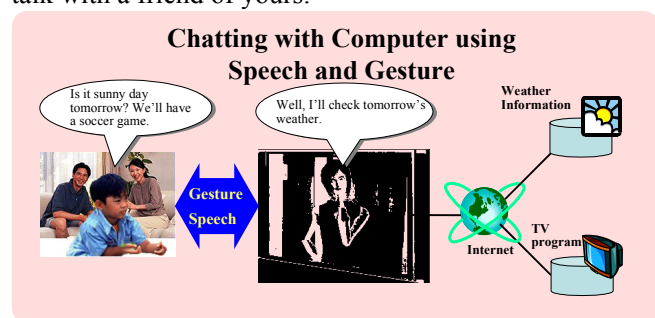 talk with a friend of yours.
Chatting with Computer using
Speech and Gesture
Is it sunny day
tomorrow? We'll have
a soccer game.
Well, I'll check tomorrow's
weather.
Weather
Information
Gesture
Speech
Internet
TV
program